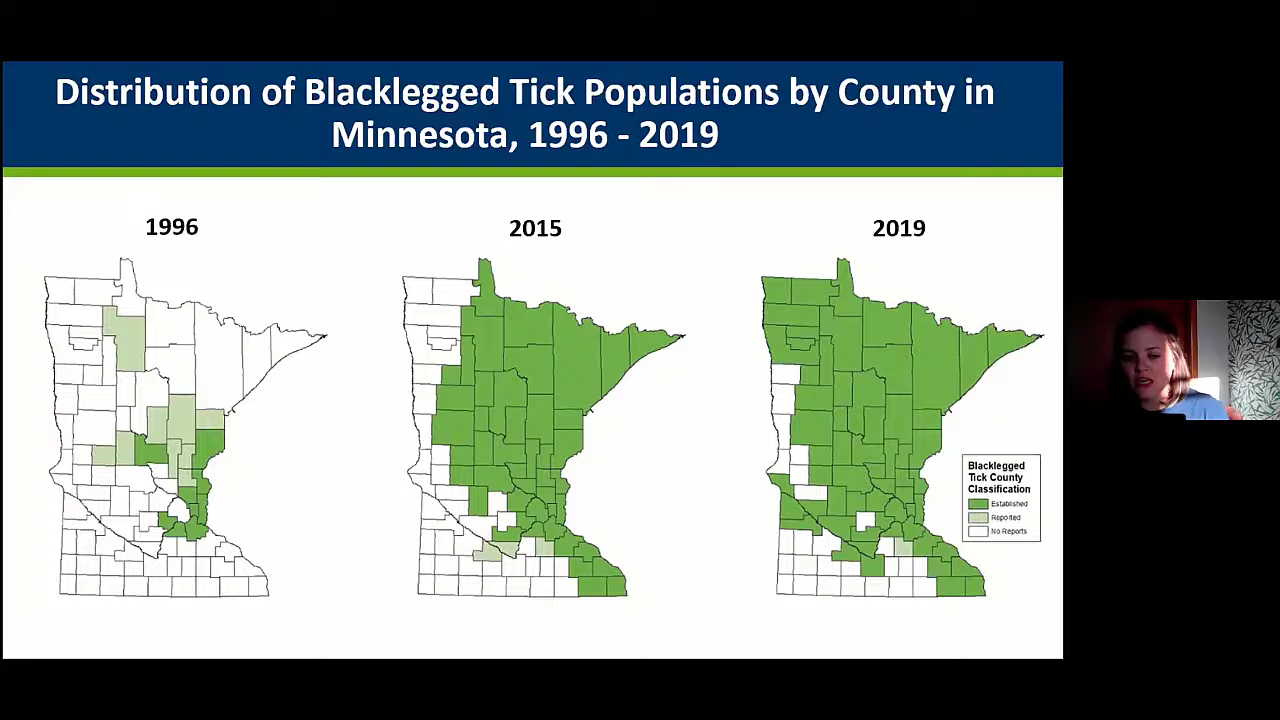 Distribution of Blacklegged Tick Populations by County in
Minnesota, 1996 - 2019
1996
2015
2019
Blacklegged
Tick County
Classification
Established
Reported
No Reports